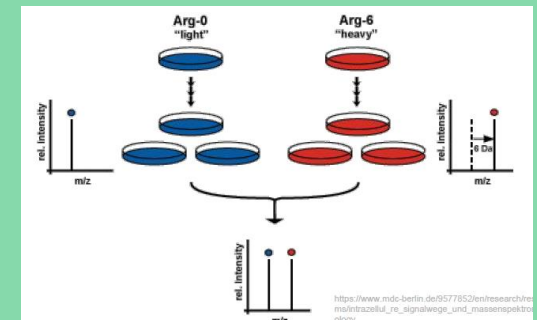 Arg-0
"light"
Arg-6
"heavy"
rel. Intensity
m/z
rel. Intensity
6 Da
m/z
rel. Intensity
m/z
https://www.mdc-berlin.de/9577852/en/research/
ms/intrazellul_re_signalwege_und_massenspektro
ology